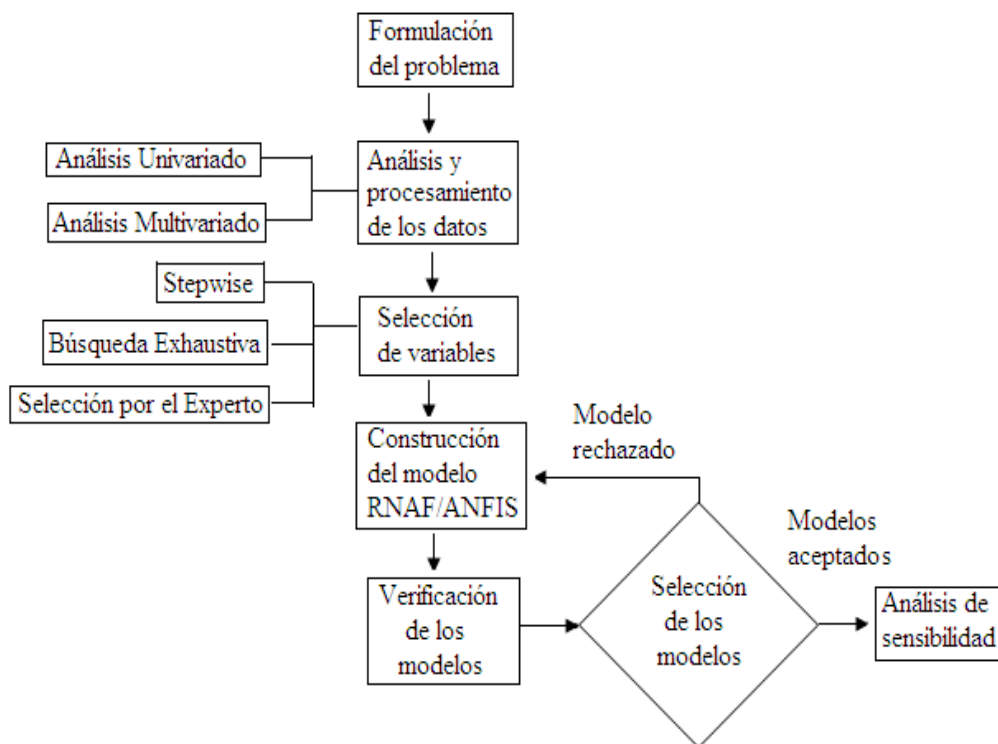 Formulación
del problema
Análisis Univariado
Análisis Multivariado
Análisis y
procesamiento
de los datos
Stepwise
Búsqueda Exhaustiva
Selección por el Experto
Selección
de variables
Construcción
del modelo
RNAF/ANFIS
Modelo
rechazado
Verificación
de los
modelos
Selección
de los
modelos
Modelos
aceptados
Análisis de
sensibilidad